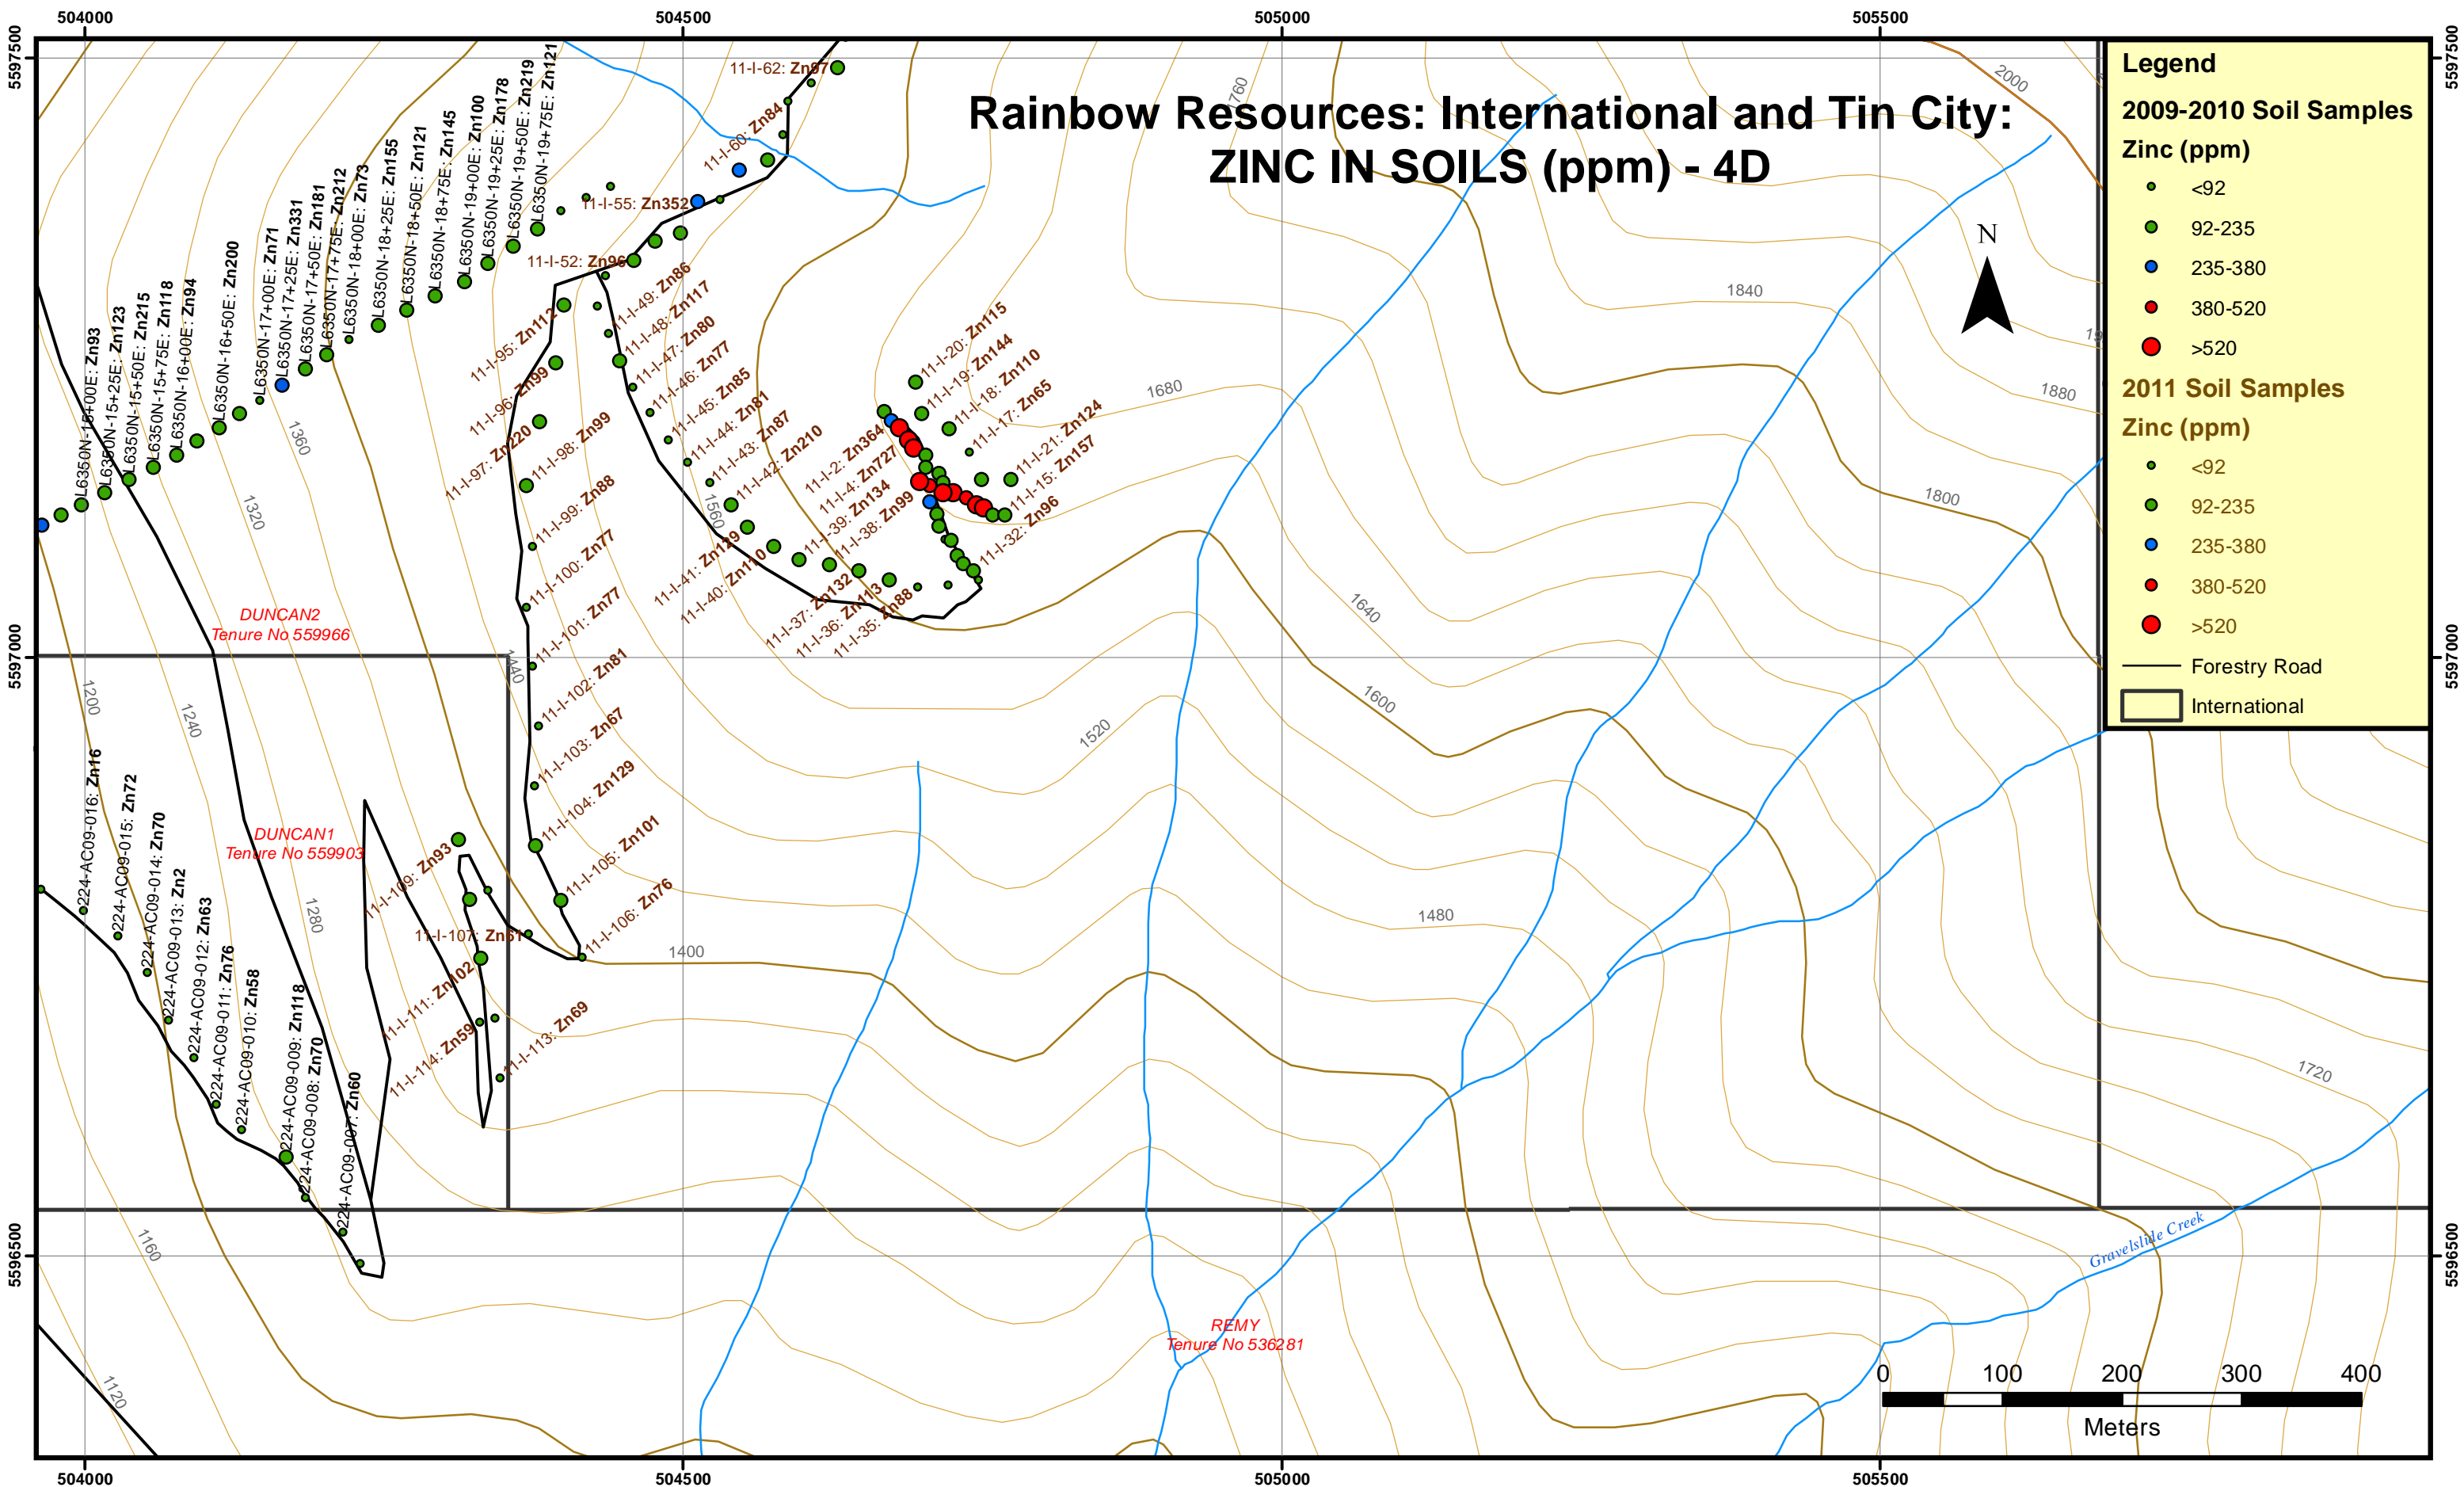 504000
504500
505000
505500
5597500
5597500
Rainbow Resources: International and Tin City:
ZINC IN SOILS (ppm) - 4D
N
Legend
2009-2010 Soil Samples
Zinc (ppm)
<92
92-235
235-380
380-520
>520
2011 Soil Samples
Zinc (ppm)
<92
92-235
235-380
380-520
>520
Forestry Road
International
L6350N-15+00E: Zn93
L6350N-15+25E: Zn123
L6350N-15+50E: Zn215
L6350N-15+75E: Zn118
L6350N-16+00E: Zn94
L6350N-16+50E: Zn200
L6350N-17+00E: Zn71
L6350N-17+25E: Zn331
L6350N-17+50E: Zn181
L6350N-17+75E: Zn212
L6350N-18+00E: Zn73
L6350N-18+25E: Zn155
L6350N-18+50E: Zn121
L6350N-18+75E: Zn145
L6350N-19+00E: Zn100
L6350N-19+25E: Zn178
L6350N-19+50E: Zn219
L6350N-19+75E: Zn121
11-I-62: Zn97
11-I-60: Zn84
11-I-55: Zn352
11-I-52: Zn96
11-I-49: Zn86
11-I-48: Zn117
11-I-47: Zn80
11-I-46: Zn77
11-I-45: Zn85
11-I-44: Zn81
11-I-43: Zn87
11-I-42: Zn210
11-I-95: Zn112
11-I-96: Zn99
11-I-97: Zn220
11-I-98: Zn99
11-I-99: Zn88
11-I-100: Zn77
11-I-101: Zn77
11-I-102: Zn81
11-I-103: Zn67
11-I-104: Zn129
11-I-105: Zn101
11-I-106: Zn76
11-I-20: Zn115
11-I-19: Zn144
11-I-18: Zn110
11-I-17: Zn65
11-I-21: Zn124
11-I-15: Zn157
11-I-32: Zn96
11-I-2: Zn364
11-I-4: Zn727
11-I-39: Zn134
11-I-38: Zn99
11-I-41: Zn129
11-I-40: Zn110
11-I-37: Zn132
11-I-36: Zn113
11-I-35: Zn88
11-I-109: Zn93
11-I-107: Zn61
11-I-111: Zn102
11-I-114: Zn59
11-I-113: Zn69
224-AC09-016: Zn16
224-AC09-015: Zn72
224-AC09-014: Zn70
224-AC09-013: Zn2
224-AC09-012: Zn63
224-AC09-011: Zn76
224-AC09-010: Zn58
224-AC09-009: Zn118
224-AC09-008: Zn70
224-AC09-007: Zn60
DUNCAN2
Tenure No 559966
DUNCAN1
Tenure No 559903
REMY
Tenure No 536281
Gravelslide Creek
1760
2000
1840
1880
1680
1800
1360
1320
1560
1640
1600
1520
1440
1200
1240
1280
1480
1400
1720
1160
1120
5597000
5597000
5596500
5596500
0
100
200
300
400
Meters
504000
504500
505000
505500